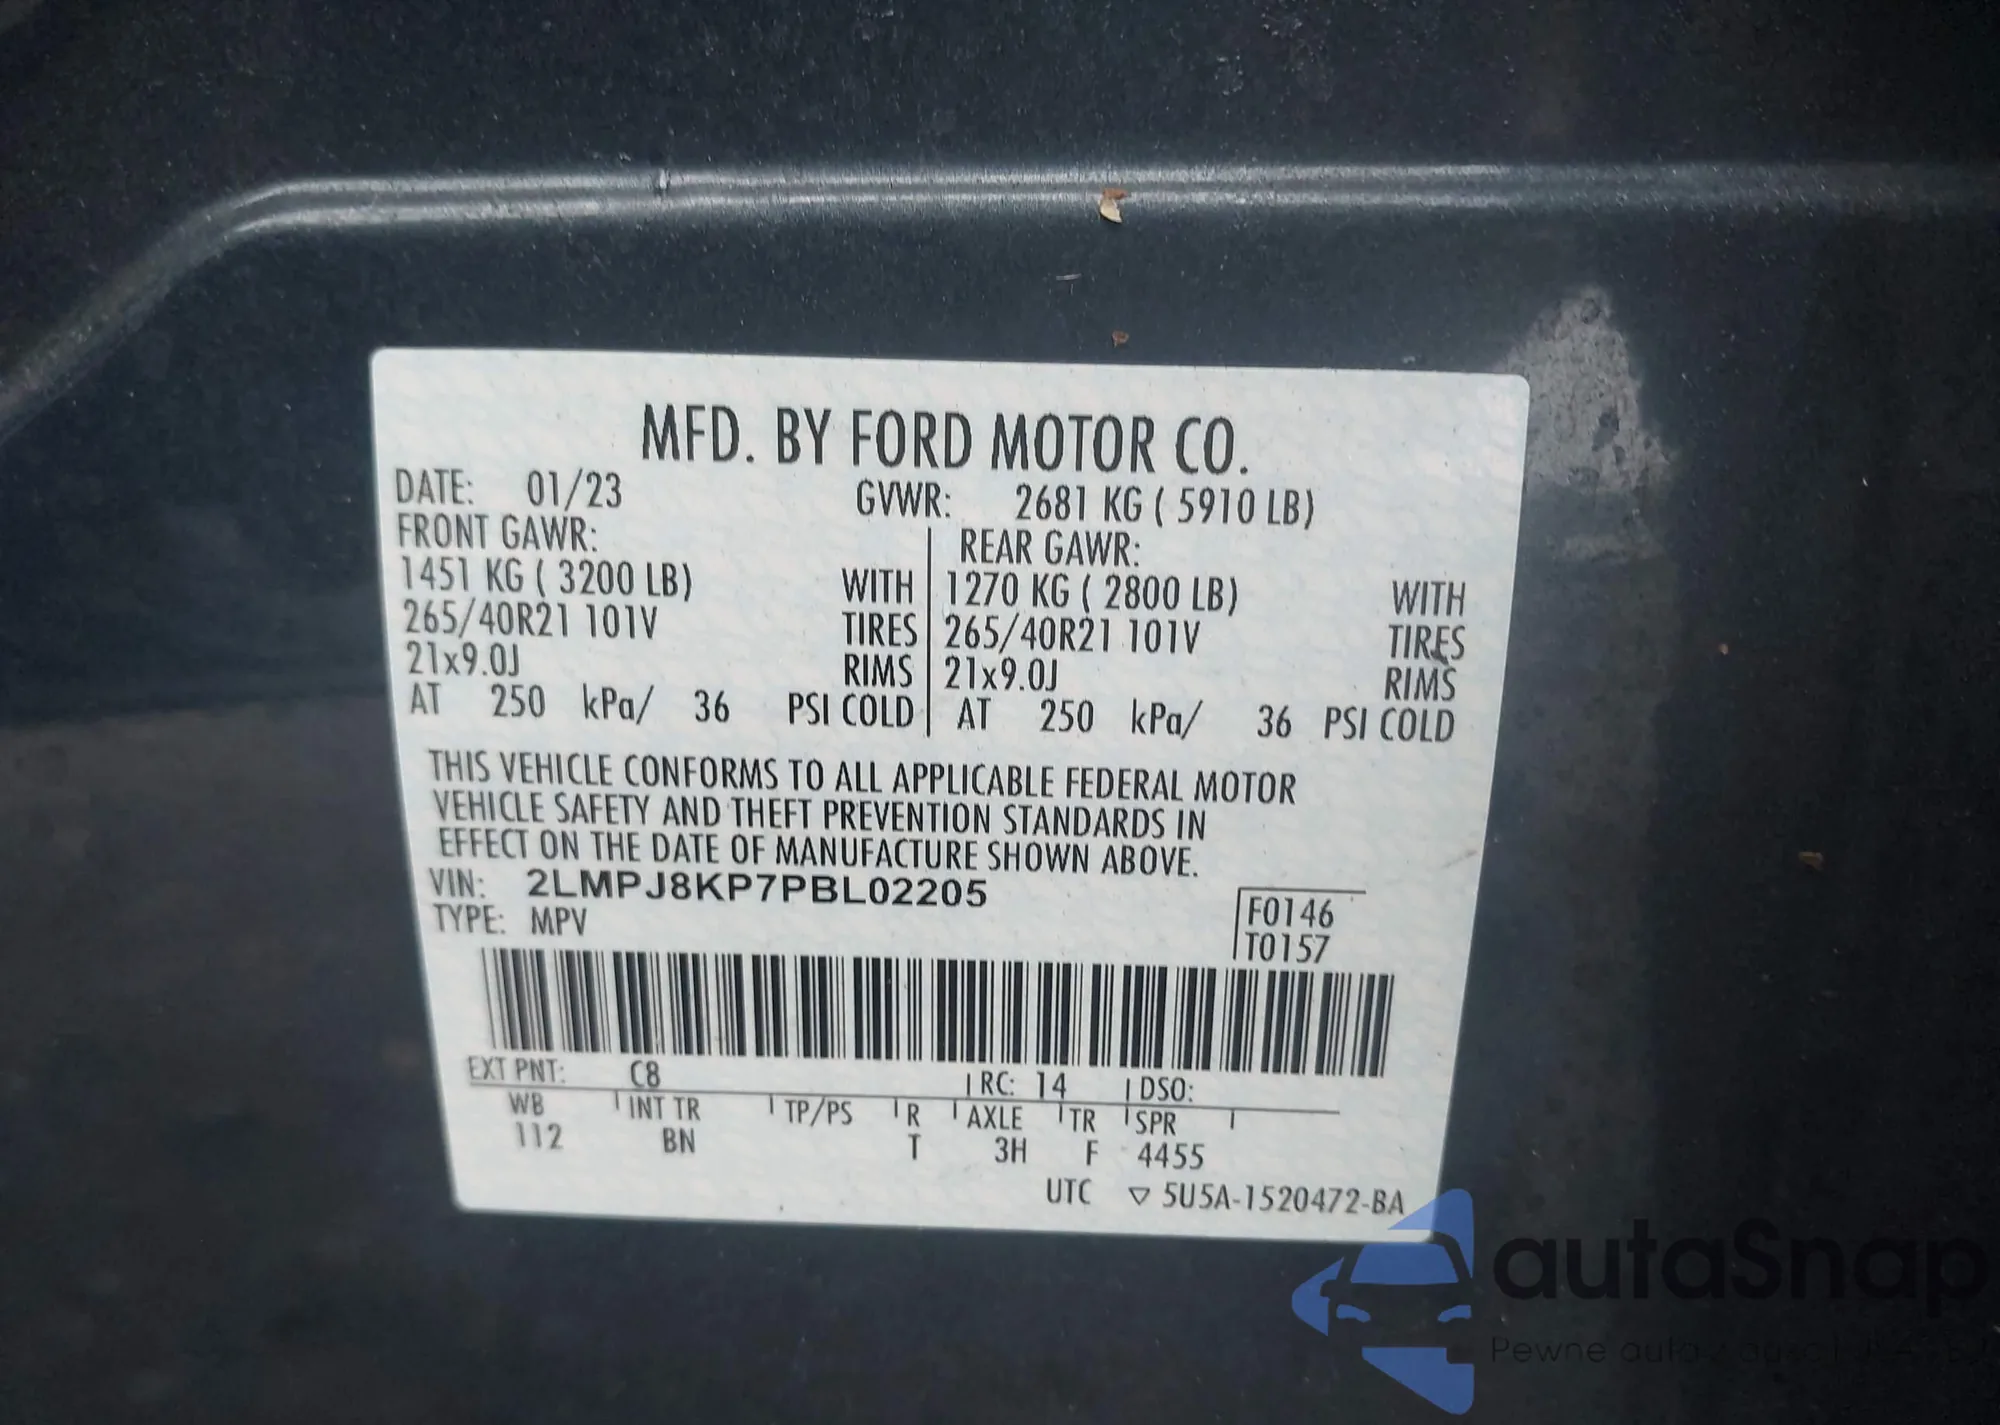 MFD. BY FORD MOTOR CO.
DATE: 01/23 GVWR: 2681 KG ( 5910 LB)
FRONT GAWR: REAR GAWR:
1451 KG ( 3200 LB) WITH 1270 KG ( 2800 LB) WITH
265/40R21 101V TIRES 265/40R21 101V TIRES
21x9.0J RIMS 21x9.0J RIMS
AT 250 kPa/ 36 PSI COLD AT 250 kPa/ 36 PSI COLD
THIS VEHICLE CONFORMS TO ALL APPLICABLE FEDERAL MOTOR
VEHICLE SAFETY AND THEFT PREVENTION STANDARDS IN
EFFECT ON THE DATE OF MANUFACTURE SHOWN ABOVE.
VIN: 2LMPJ8KP7PBL02205
TYPE: MPV
F0146
T0157
EXT PNT: C8 RC: 14 DSO:
WB INT TR TP/PS R AXLE TR SPR
112 BN T 3H F 4455
UTC ▽ 5U5A-1520472-BA
autaSnap
Pewne auta z